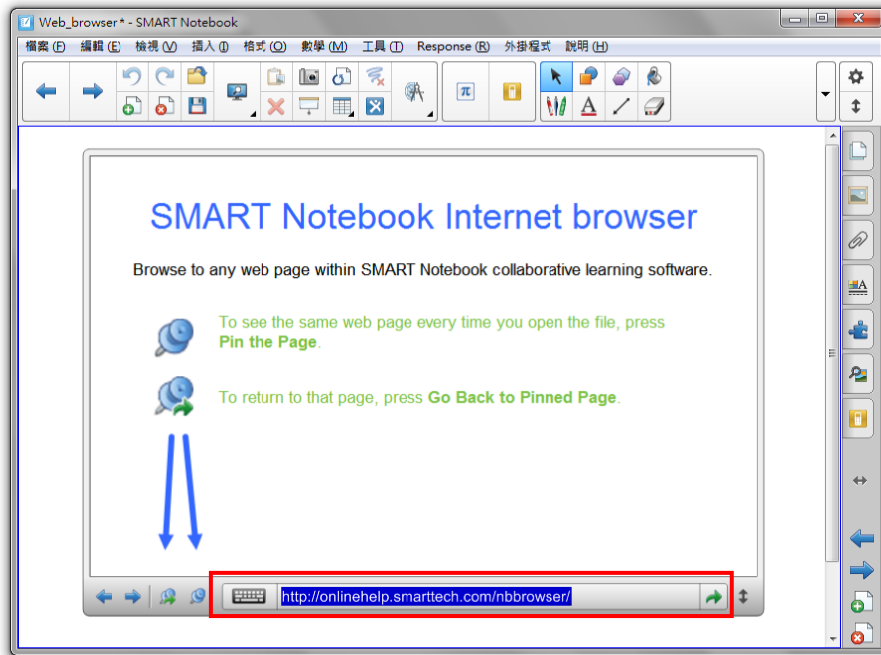 Web_browser* - SMART Notebook
檔案(F) 編輯(E) 檢視(V) 插入(I) 格式(O) 數學(M) 工具(T) Response(R) 外掛程式 說明(H)
π
A
A
SMART Notebook Internet browser
Browse to any web page within SMART Notebook collaborative learning software.
To see the same web page every time you open the file, press
Pin the Page.
To return to that page, press Go Back to Pinned Page.
http://onlinehelp.smarttech.com/nbbrowser/